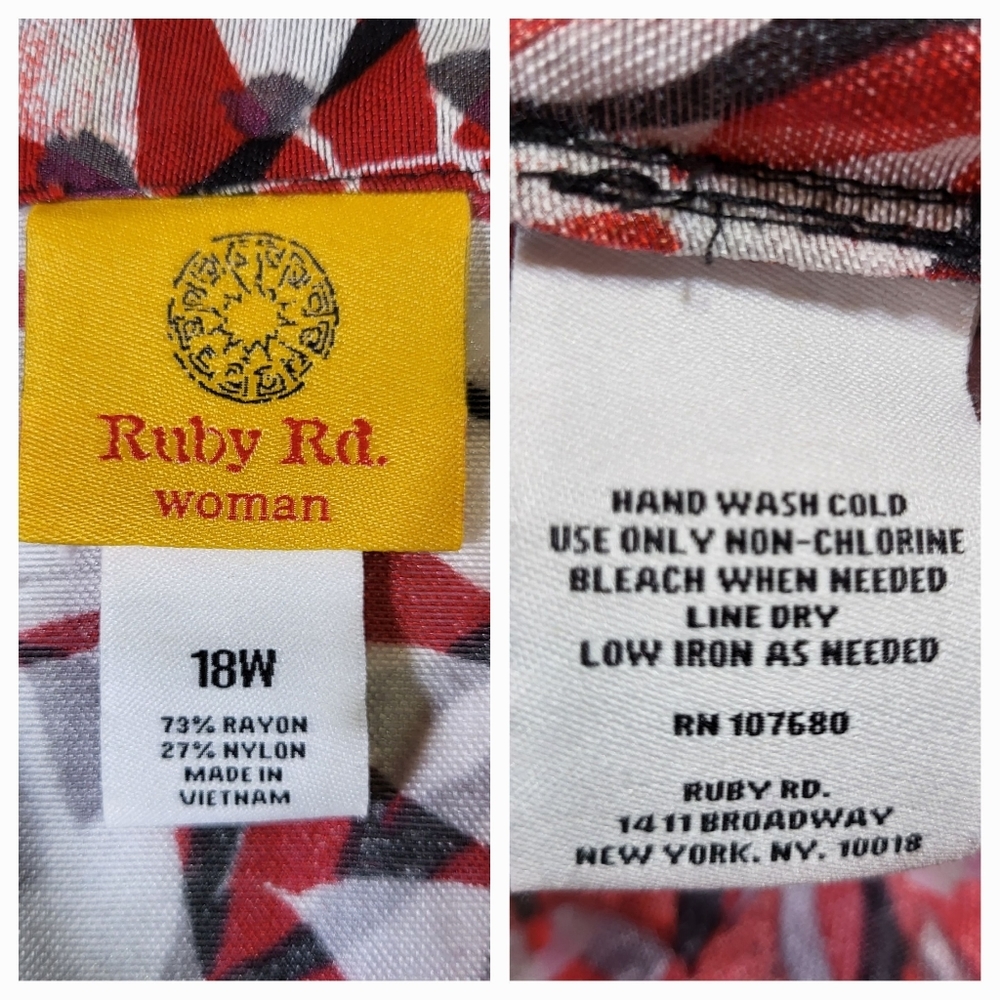 Ruby Rd.
woman
18W
73% RAYON
27% NYLON
MADE IN
VIETNAM
HAND WASH COLD
USE ONLY NON-CHLORINE
BLEACH WHEN NEEDED
LINE DRY
LOW IRON AS NEEDED
RN 107680
RUBY RD.
1411 BROADWAY
NEW YORK. NY. 10018